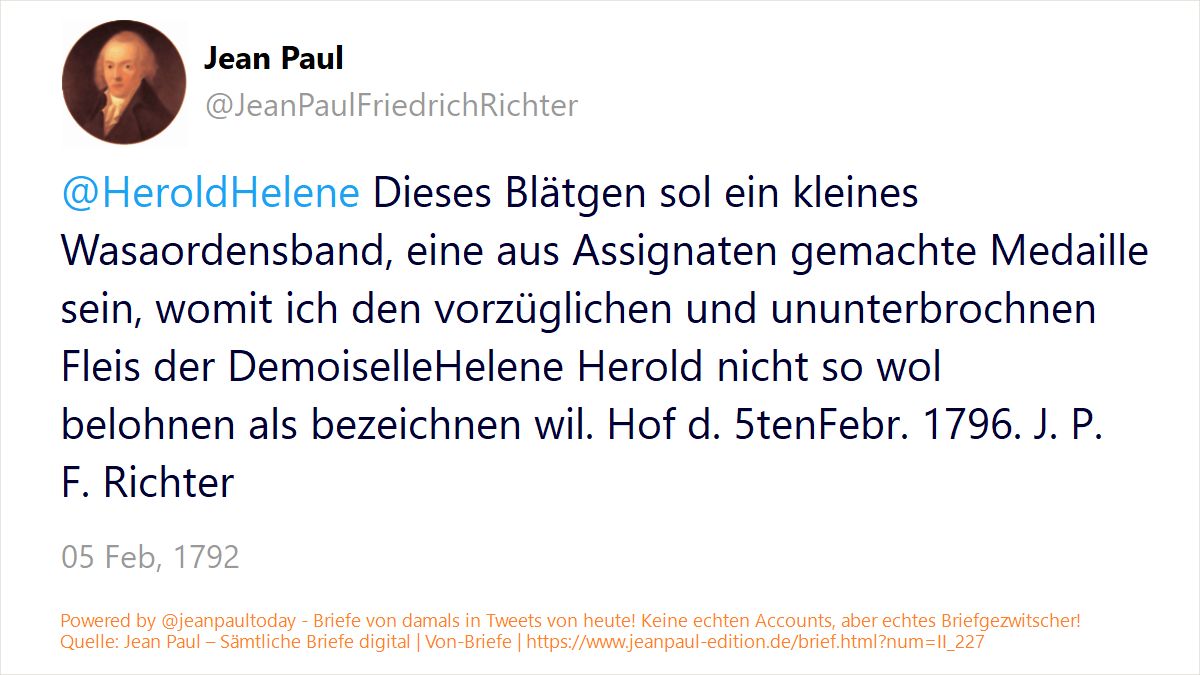 Jean Paul
@JeanPaulFriedrichRichter
@HeroldHelene Dieses Blätgen sol ein kleines
Wasaordensband, eine aus Assignaten gemachte Medaille
sein, womit ich den vorzüglichen und ununterbrochnen
Fleis der DemoiselleHelene Herold nicht so wol
belohnen als bezeichnen wil. Hof d. 5tenFebr. 1796. J. P.
F. Richter
05 Feb, 1792
Powered by @jeanpaultoday - Briefe von damals in Tweets von heute! Keine echten Accounts, aber echtes Briefgezwitscher!
Quelle: Jean Paul – Sämtliche Briefe digital | Von-Briefe | https://www.jeanpaul-edition.de/brief.html?num=II_227